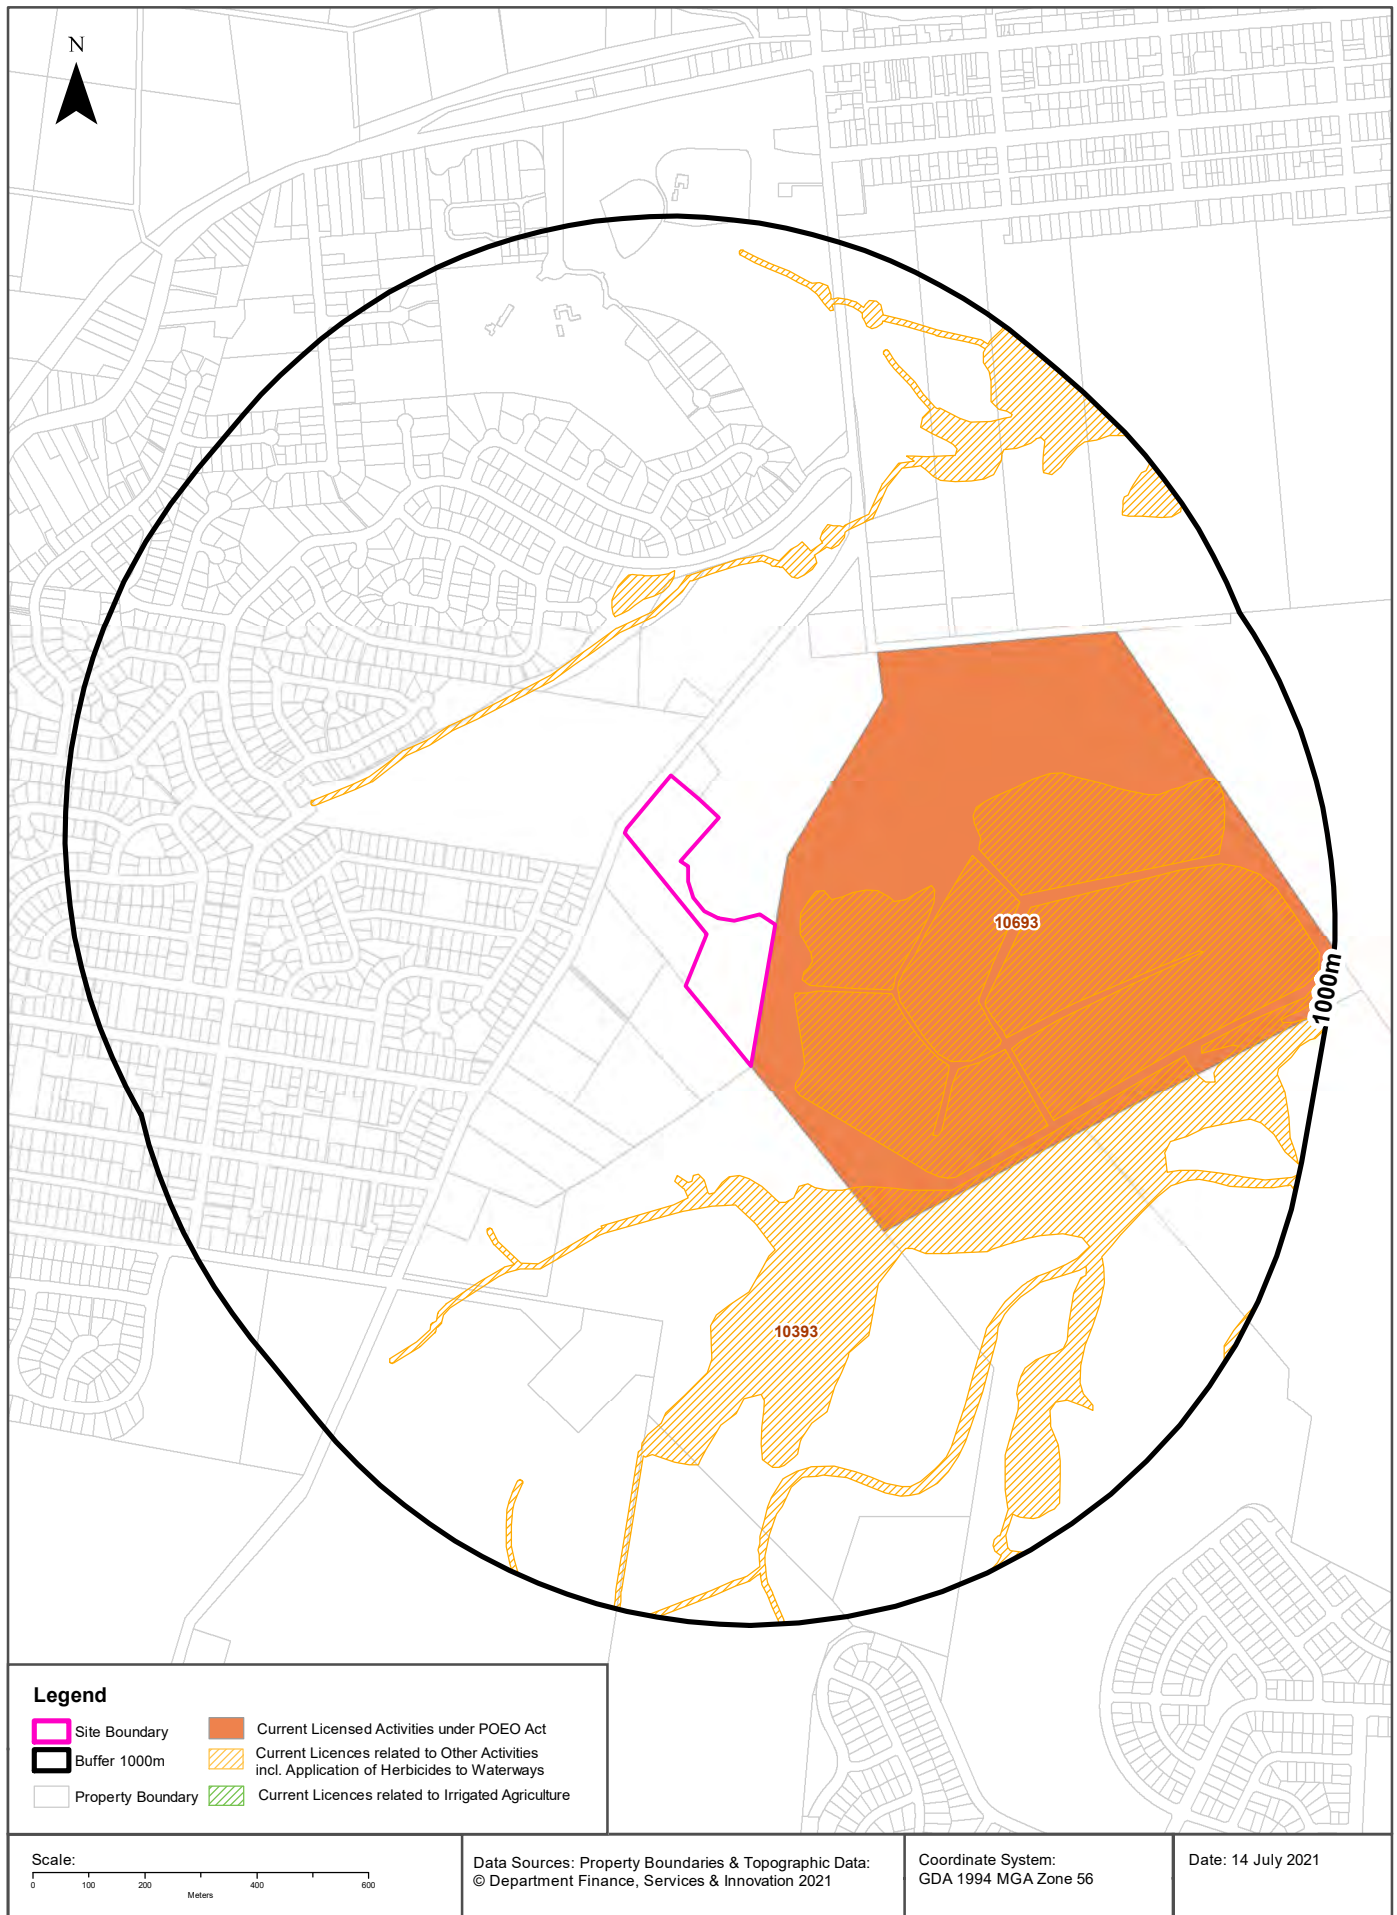 N
10693
1000m
10393
Legend
Site Boundary
Buffer 1000m
Property Boundary
Current Licensed Activities under POEO Act
Current Licences related to Other Activities
incl. Application of Herbicides to Waterways
Current Licences related to Irrigated Agriculture
Scale:
0 100 200 400 600
Meters
Data Sources: Property Boundaries & Topographic Data:
© Department Finance, Services & Innovation 2021
Coordinate System:
GDA 1994 MGA Zone 56
Date: 14 July 2021